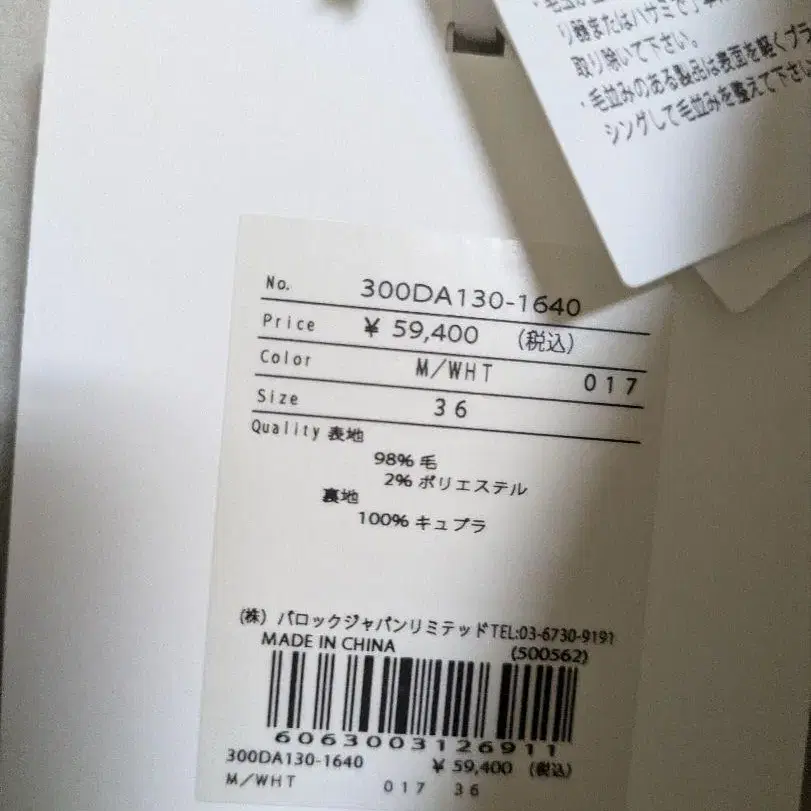 り除またはハサミで
取り除いて下さい。
・毛並みのある製品は表面を軽くブラ
シングして毛並みを整えて下さい
No. 300DA130-1640
Price ¥ 59,400 (税込)
Color M/WHT 017
Size 36
Quality 表地
98% 毛
2% ポリエステル
裏地
100% キュプラ
(株) バロックジャパンリミテッド TEL:03-6730-9191
MADE IN CHINA (500562)
6063003126911
300DA130-1640 ¥ 59,400 (税込)
M/WHT 017 36